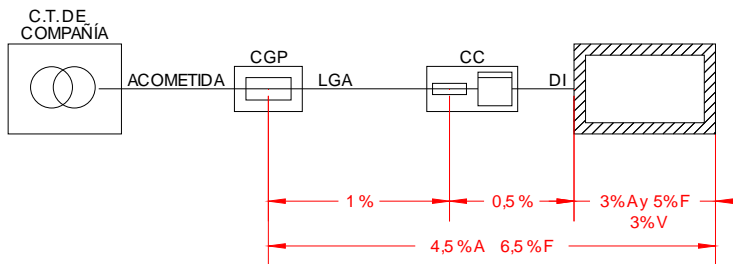 C.T. DE
COMPAÑÍA
CGP
CC
ACOMETIDA
LGA
DI
1 %
0,5 %
3%A y 5%F
3%V
4,5 %A 6,5 %F